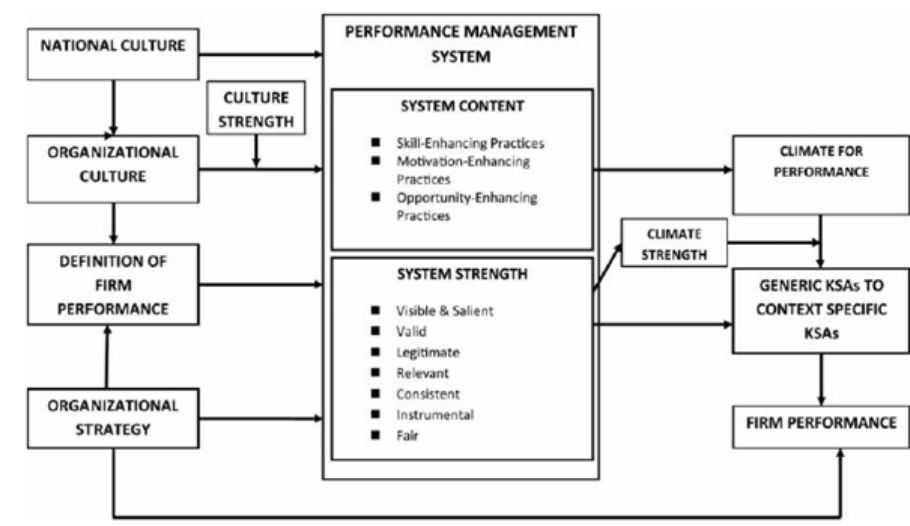 NATIONAL CULTURE
CULTURE
STRENGTH
ORGANIZATIONAL
CULTURE
DEFINITION OF
FIRM
PERFORMANCE
ORGANIZATIONAL
STRATEGY
PERFORMANCE MANAGEMENT
SYSTEM
SYSTEM CONTENT
■ Skill-Enhancing Practices
■ Motivation-Enhancing
Practices
■ Opportunity-Enhancing
Practices
SYSTEM STRENGTH
■ Visible & Salient
■ Valid
■ Legitimate
■ Relevant
■ Consistent
■ Instrumental
■ Fair
CLIMATE FOR
PERFORMANCE
CLIMATE
STRENGTH
GENERIC KSAs TO
CONTEXT SPECIFIC
KSAs
FIRM PERFORMANCE